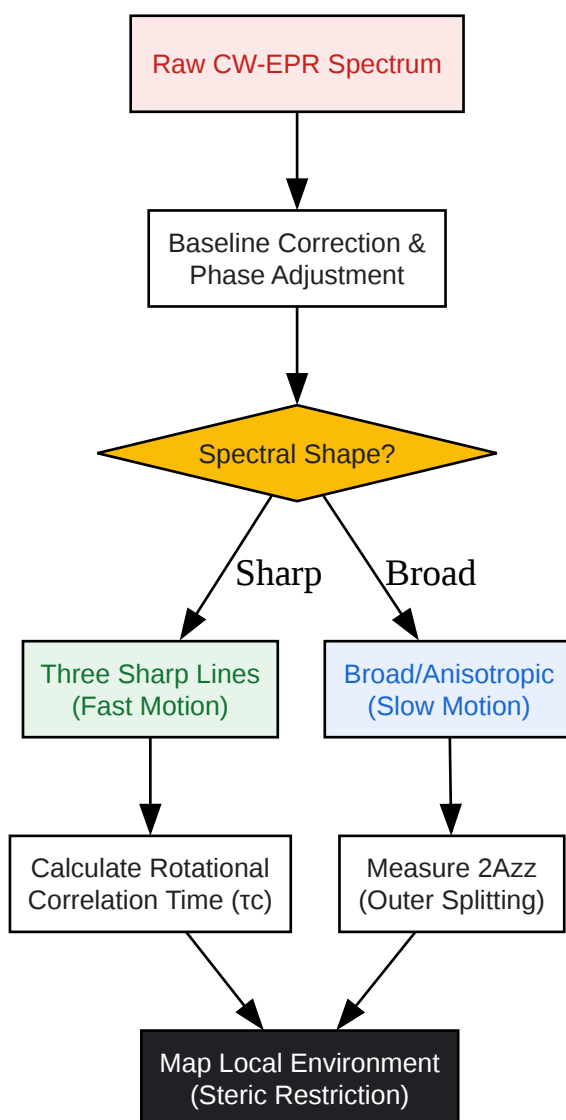 Raw CW-EPR Spectrum
Baseline Correction &
Phase Adjustment
Spectral Shape?
Sharp
Broad
Three Sharp Lines
(Fast Motion)
Broad/Anisotropic
(Slow Motion)
Calculate Rotational
Correlation Time (τc)
Measure 2Azz
(Outer Splitting)
Map Local Environment
(Steric Restriction)